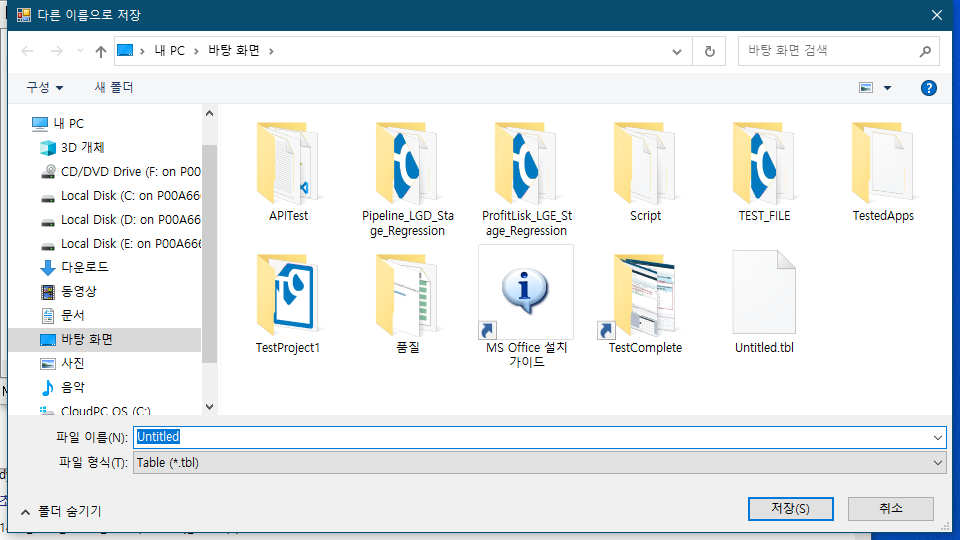 다른 이름으로 저장
내 PC
바탕 화면
바탕 화면 검색
구성
새 폴더
내 PC
3D 개체
CD/DVD Drive (F: on P00
Local Disk (C: on P00A66
Local Disk (D: on P00A66
Local Disk (E: on P00A666
다운로드
동영상
문서
바탕 화면
사진
음악
CloudPC OS (C:)
APITest
Pipeline_LGD_Sta
ge_Regression
ProfitLisk_LGE_St
age_Regression
Script
TEST_FILE
TestedApps
TestProject1
품질
MS Office 설치
가이드
TestComplete
Untitled.tbl
파일 이름(N):
Untitled
파일 형식(T):
Table (*.tbl)
폴더 숨기기
저장(S)
취소